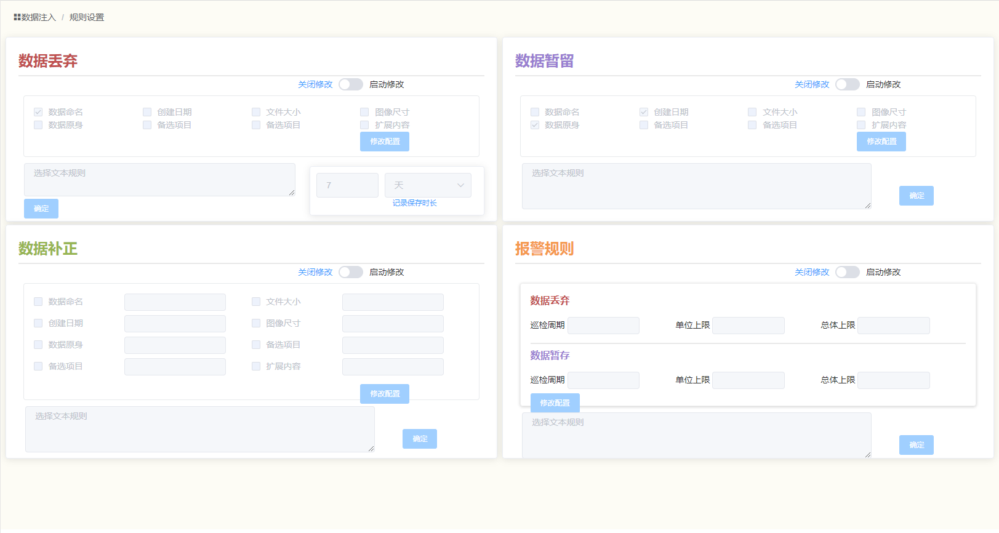 数据注入 / 规则设置
数据丢弃
关闭修改 启动修改
数据命名 创建日期 文件大小 图像尺寸
数据原身 备选项目 备选项目 扩展内容
修改配置
选择文本规则
7 天
记录保存时长
确定
数据暂留
关闭修改 启动修改
数据命名 创建日期 文件大小 图像尺寸
数据原身 备选项目 备选项目 扩展内容
修改配置
选择文本规则
确定
数据补正
关闭修改 启动修改
数据命名 文件大小
创建日期 图像尺寸
数据原身 备选项目
备选项目 扩展内容
修改配置
选择文本规则
确定
报警规则
关闭修改 启动修改
数据丢弃
巡检周期 单位上限 总体上限
数据暂存
巡检周期 单位上限 总体上限
修改配置
选择文本规则
确定